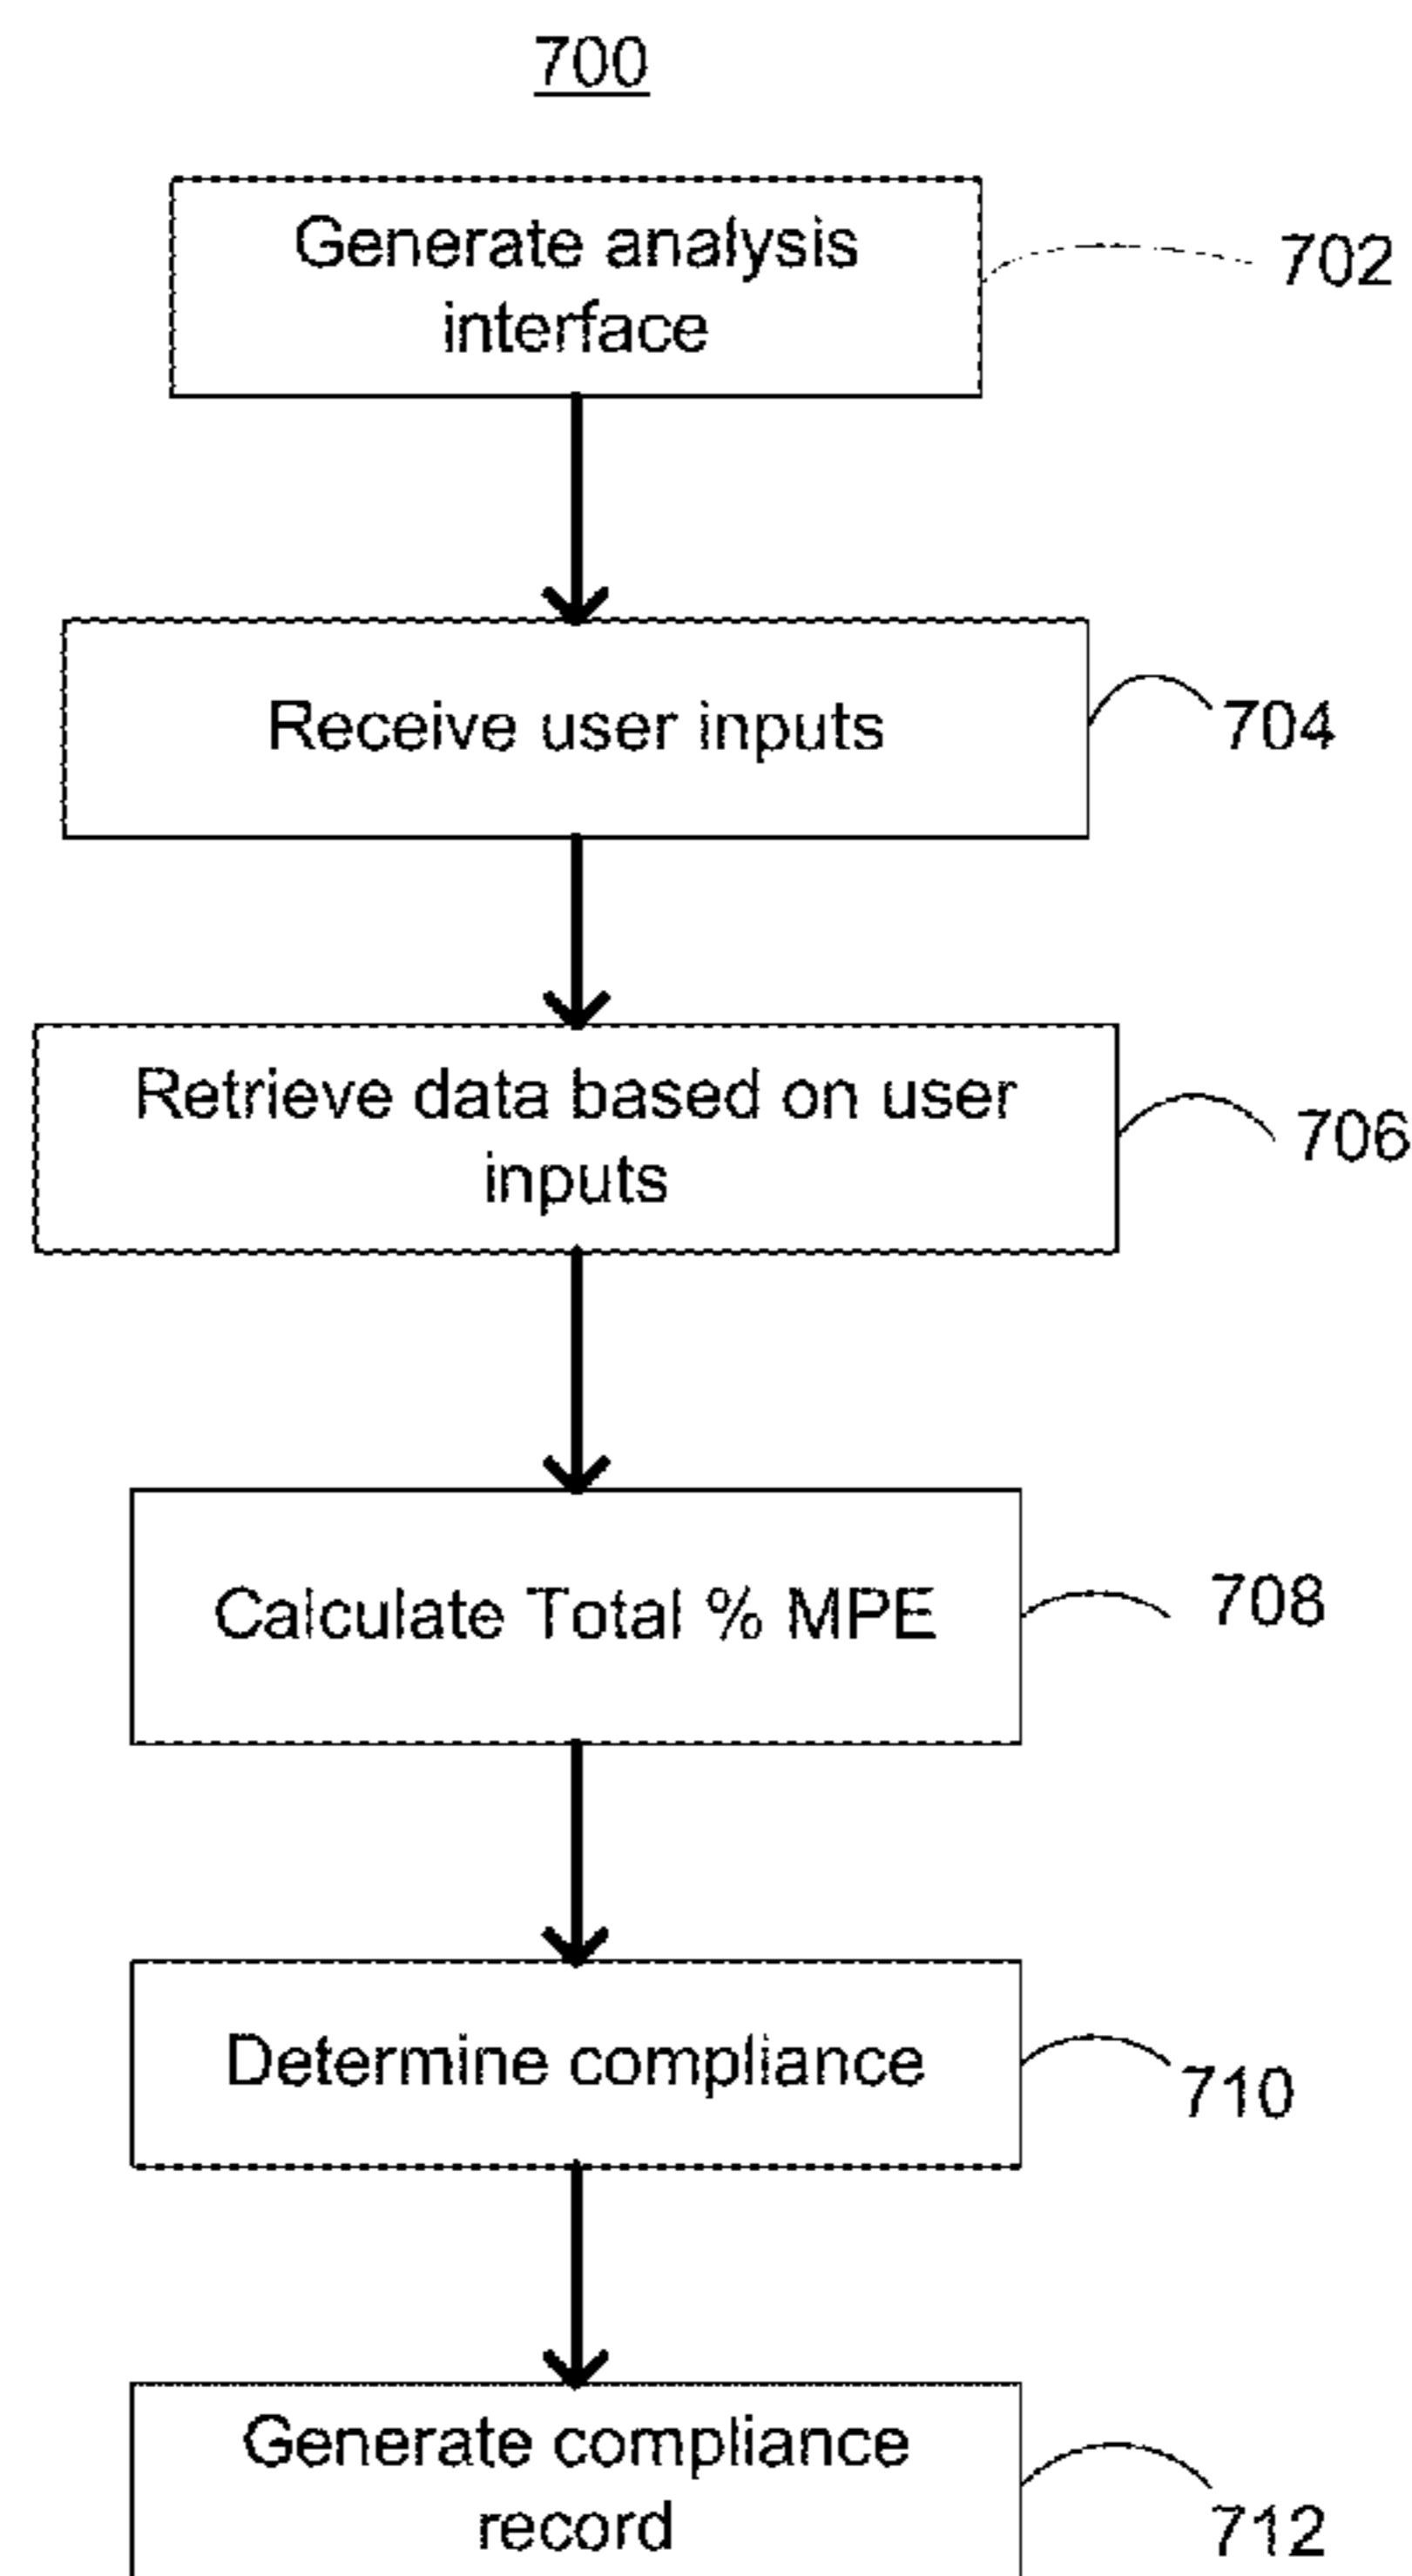 700
Generate analysis
interface
702
Receive user inputs
704
Retrieve data based on user
inputs
706
Calculate Total % MPE
708
Determine compliance
710
Generate compliance
record
712